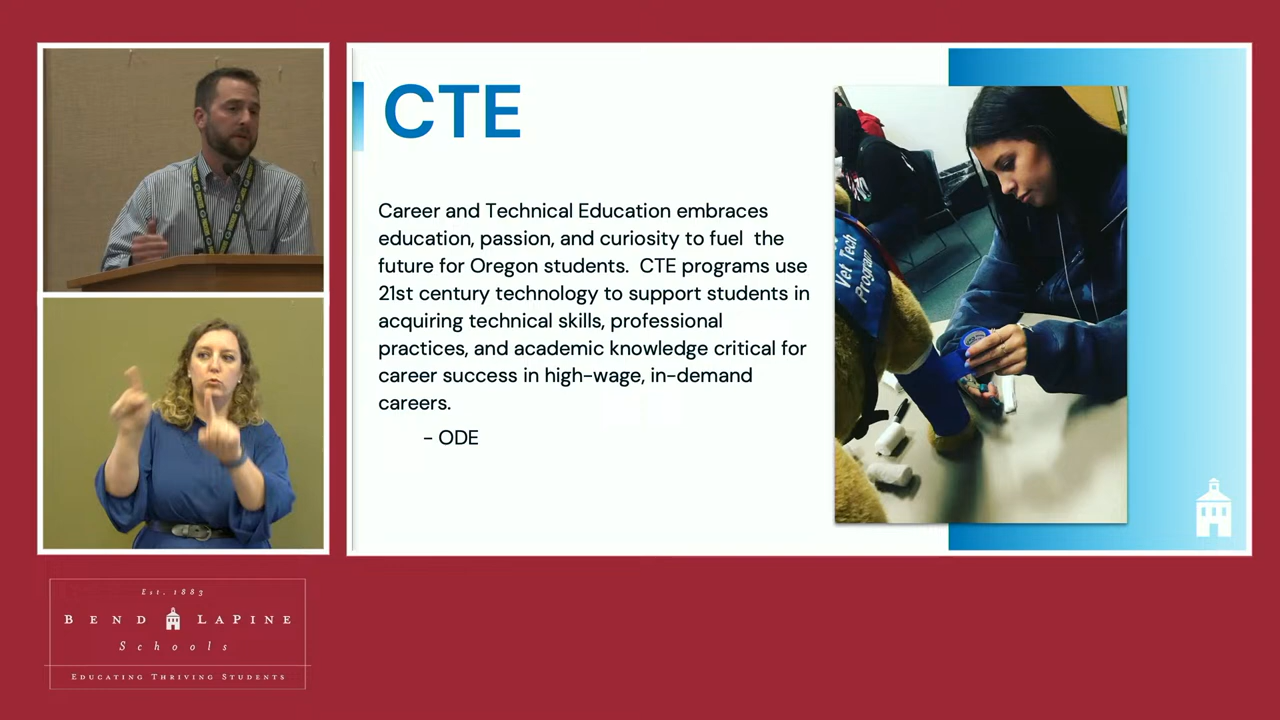 CTE
Career and Technical Education embraces
education, passion, and curiosity to fuel the
future for Oregon students. CTE programs use
21st century technology to support students in
acquiring technical skills, professional
practices, and academic knowledge critical for
career success in high-wage, in-demand
careers.
- ODE
Vet Tech
Program
Est. 1883
BEND LAPINE
Schools
EDUCATING THRIVING STUDENTS